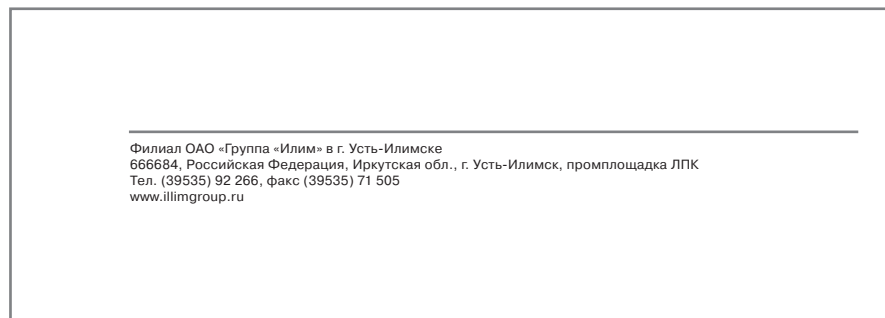 Филиал ОАО «Группа «Илим» в г. Усть-Илимске
666684, Российская Федерация, Иркутская обл., г. Усть-Илимск, промплощадка ЛПК
Тел. (39535) 92 266, факс (39535) 71 505
www.illimgroup.ru